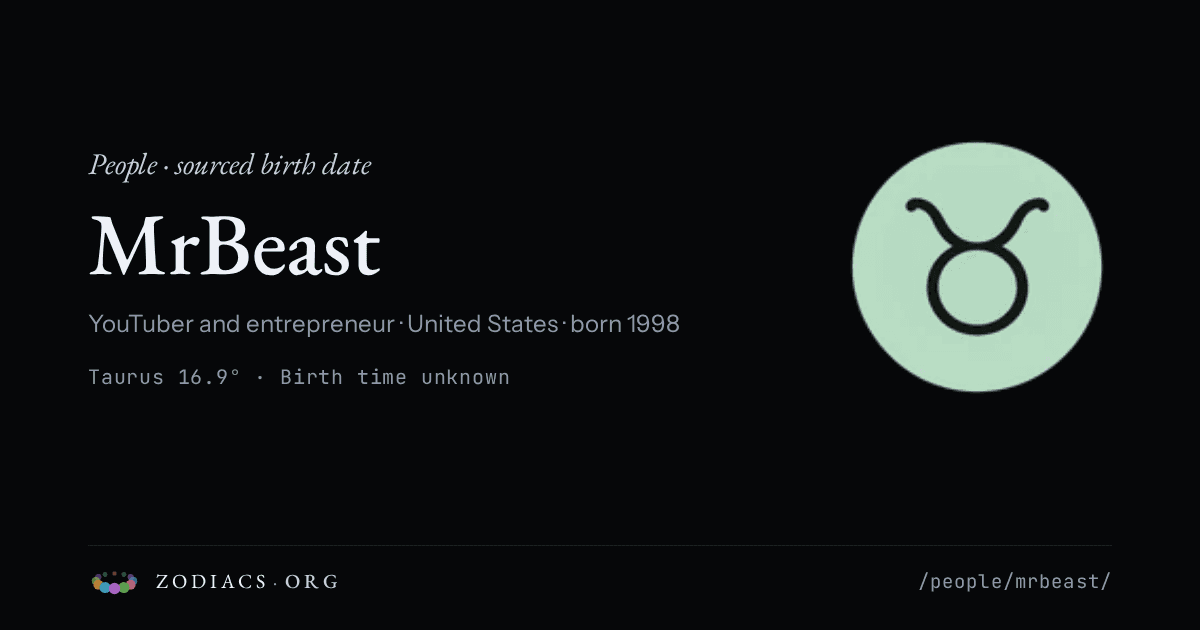 People · sourced birth date
MrBeast
YouTuber and entrepreneur · United States · born 1998
Taurus 16.9° · Birth time unknown
ZODIACS · ORG
/people/mrbeast/